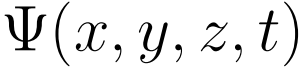 Ψ(x, y, z, t)